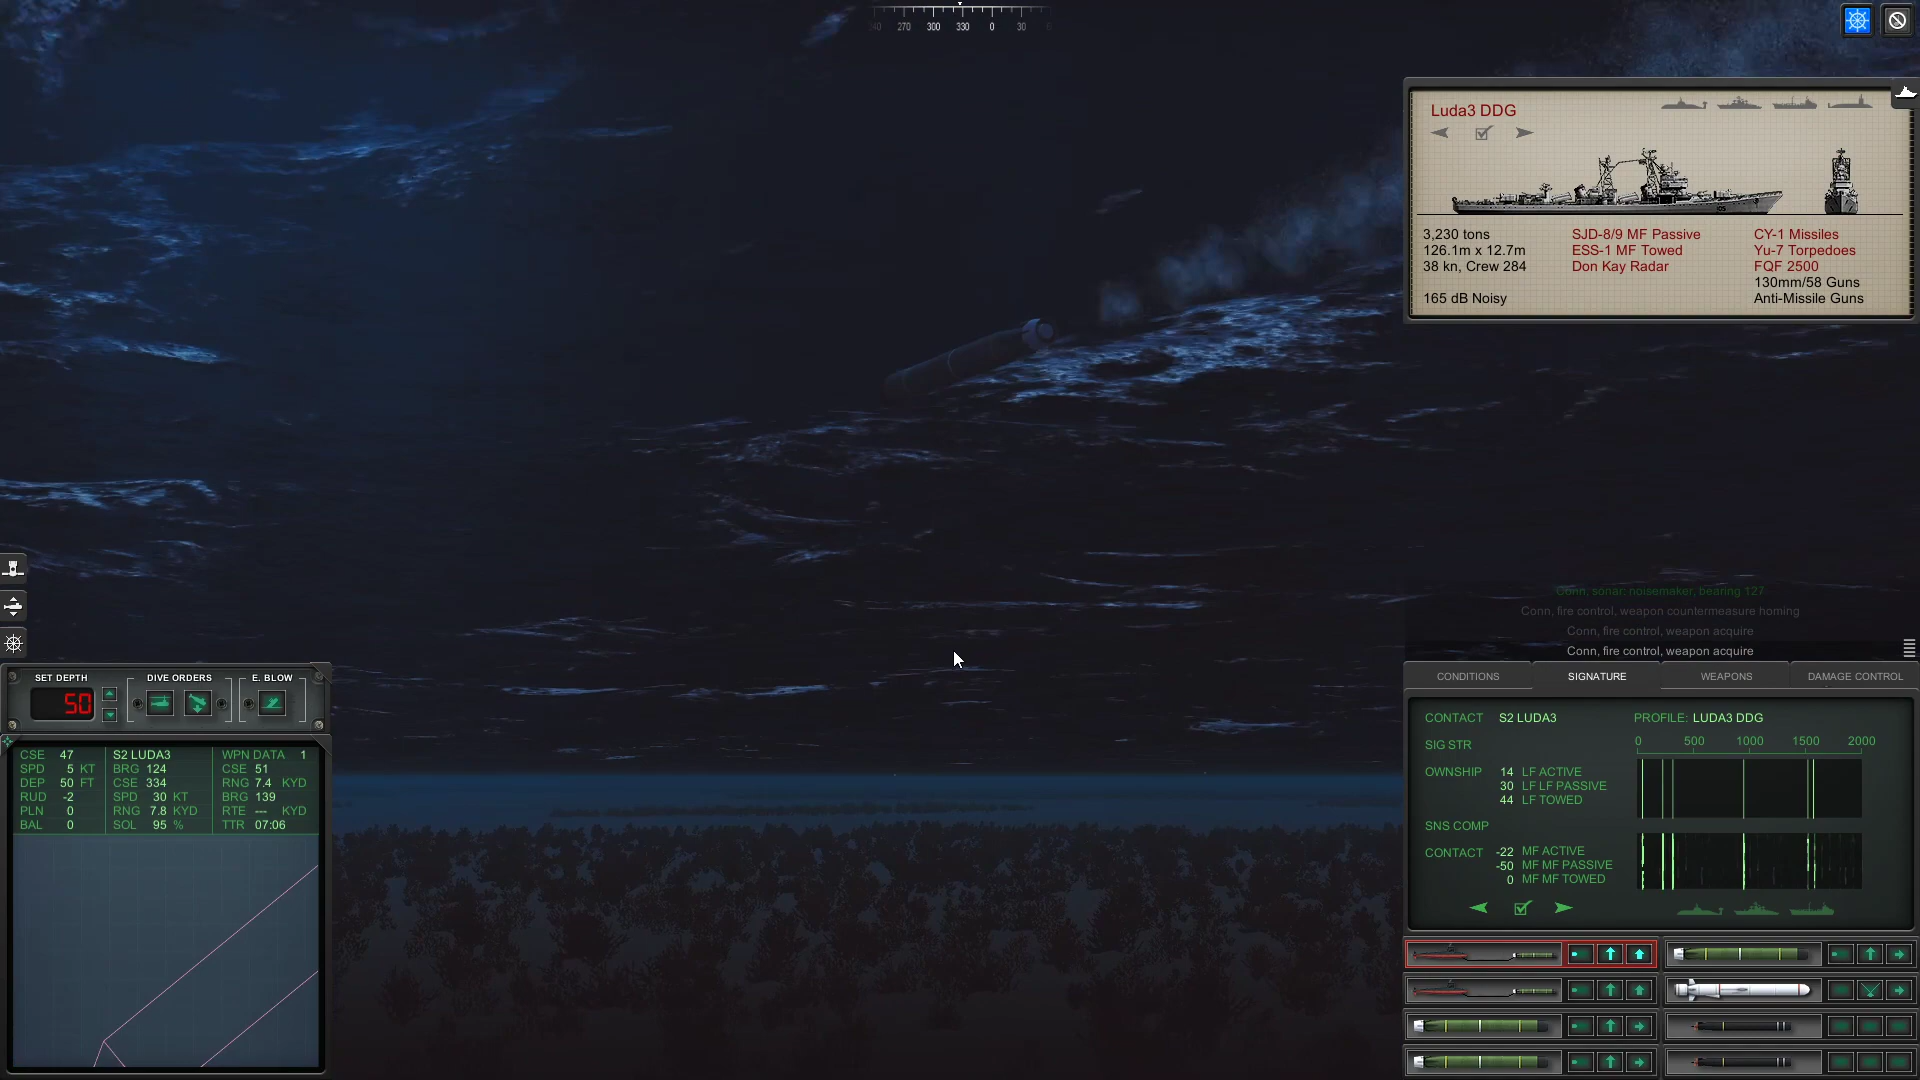 270 300 330 0 30
Luda3 DDG
3,230 tons SJD-8/9 MF Passive CY-1 Missiles
126.1m x 12.7m ESS-1 MF Towed Yu-7 Torpedoes
38 kn, Crew 284 Don Kay Radar FQF 2500
130mm/58 Guns
165 dB Noisy Anti-Missile Guns
Conn, sonar: noisemaker, bearing 127
Conn, fire control, weapon countermeasure homing
Conn, fire control, weapon acquire
Conn, fire control, weapon acquire
SET DEPTH DIVE ORDERS E. BLOW
50
CSE 47 S2 LUDA3 WPN DATA 1
SPD 5 KT BRG 124 CSE 51
DEP 50 FT CSE 334 RNG 7.4 KYD
RUD -2 SPD 30 KT BRG 139
PLN 0 RNG 7.8 KYD RTE --- KYD
BAL 0 SOL 95 % TTR 07:06
CONDITIONS SIGNATURE WEAPONS DAMAGE CONTROL
CONTACT S2 LUDA3 PROFILE: LUDA3 DDG
SIG STR 0 500 1000 1500 2000
OWNSHIP 14 LF ACTIVE
30 LF LF PASSIVE
44 LF TOWED
SNS COMP
CONTACT -22 MF ACTIVE
-50 MF MF PASSIVE
0 MF MF TOWED